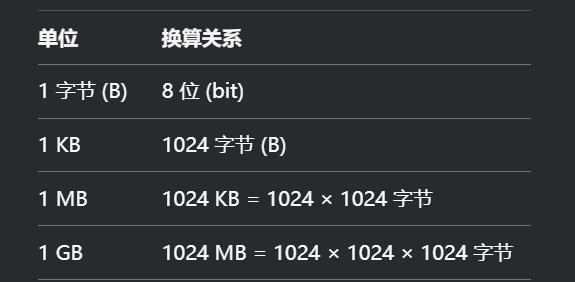 单位 换算关系
1 字节 (B) 8 位 (bit)
1 KB 1024 字节 (B)
1 MB 1024 KB = 1024 × 1024 字节
1 GB 1024 MB = 1024 × 1024 × 1024 字节